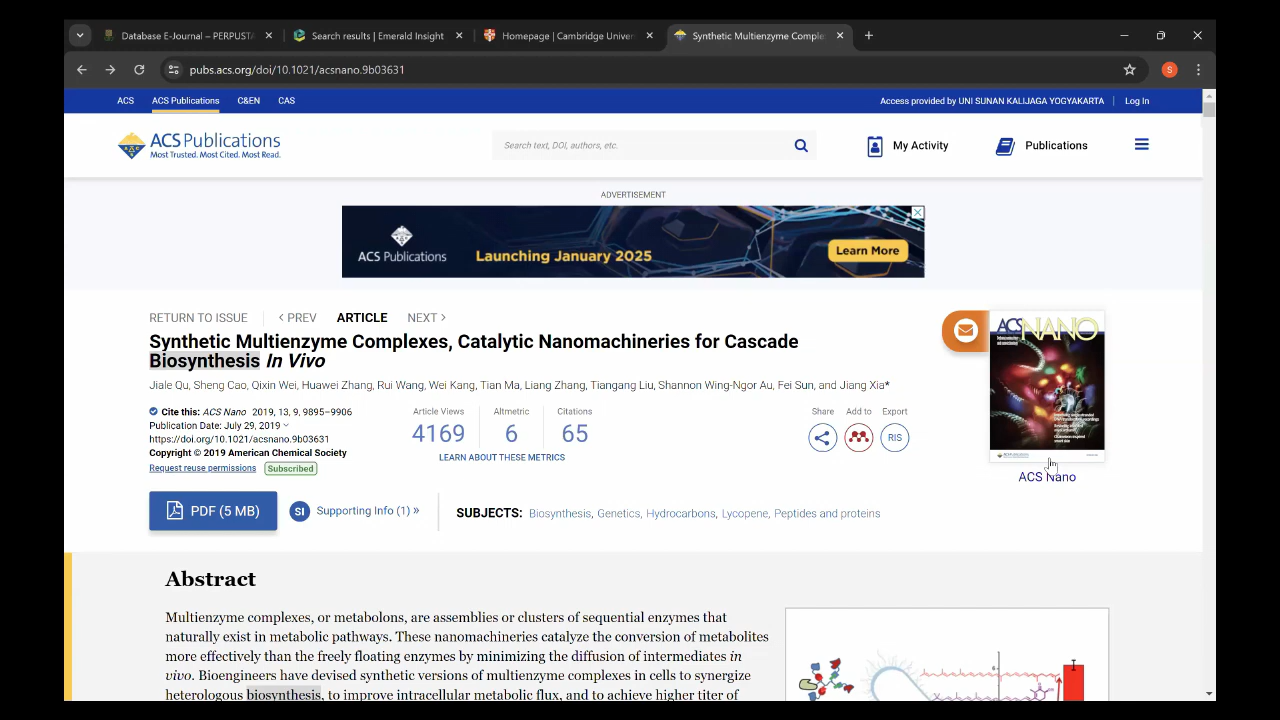 Database E-Journal – PERPUSTA
Search results | Emerald Insight
Homepage | Cambridge Univer
Synthetic Multienzyme Comple
pubs.acs.org/doi/10.1021/acsnano.9b03631
S
ACS
ACS Publications
C&EN
CAS
Access provided by UNI SUNAN KALIJAGA YOGYAKARTA
Log In
ACS Publications
Most Trusted. Most Cited. Most Read.
Search text, DOI, authors, etc.
My Activity
Publications
ADVERTISEMENT
ACS Publications
Launching January 2025
Learn More
RETURN TO ISSUE
< PREV
ARTICLE
NEXT >
Synthetic Multienzyme Complexes, Catalytic Nanomachineries for Cascade
Biosynthesis In Vivo
Jiale Qu, Sheng Cao, Qixin Wei, Huawei Zhang, Rui Wang, Wei Kang, Tian Ma, Liang Zhang, Tiangang Liu, Shannon Wing-Ngor Au, Fei Sun, and Jiang Xia*
Cite this: ACS Nano 2019, 13, 9, 9895–9906
Publication Date: July 29, 2019
https://doi.org/10.1021/acsnano.9b03631
Copyright © 2019 American Chemical Society
Request reuse permissions
Subscribed
Article Views
4169
Altmetric
6
Citations
65
LEARN ABOUT THESE METRICS
Share
Add to
Export
RIS
ACS NANO
ACS Nano
PDF (5 MB)
SI
Supporting Info (1) »
SUBJECTS: Biosynthesis, Genetics, Hydrocarbons, Lycopene, Peptides and proteins
Abstract
Multienzyme complexes, or metabolons, are assemblies or clusters of sequential enzymes that
naturally exist in metabolic pathways. These nanomachineries catalyze the conversion of metabolites
more effectively than the freely floating enzymes by minimizing the diffusion of intermediates in
vivo. Bioengineers have devised synthetic versions of multienzyme complexes in cells to synergize
heterologous biosynthesis, to improve intracellular metabolic flux, and to achieve higher titer of